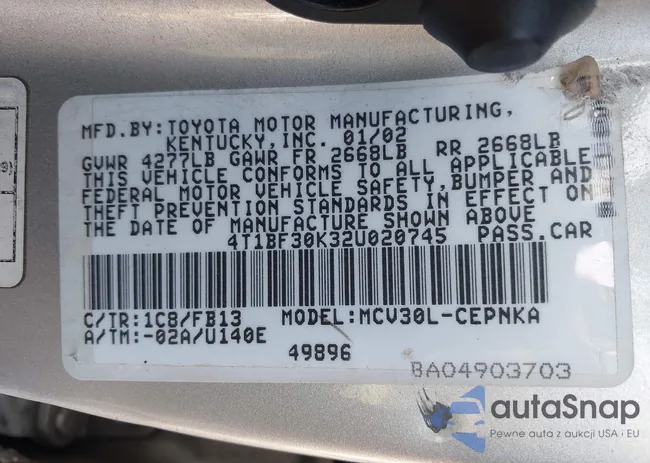 MFD.BY:TOYOTA MOTOR MANUFACTURING,
KENTUCKY,INC. 01/02
GVWR 4277LB GAWR FR 2668LB RR 2668LB
THIS VEHICLE CONFORMS TO ALL APPLICABLE
FEDERAL MOTOR VEHICLE SAFETY,BUMPER AND
THEFT PREVENTION STANDARDS IN EFFECT ON
THE DATE OF MANUFACTURE SHOWN ABOVE
4T1BF30K32U020745 PASS.CAR
C/TR:1C8/FB13 MODEL:MCV30L-CEPNKA
A/TM:-02A/U140E
49896
BA04903703
autaSnap
Pewne auta z aukcji USA i EU